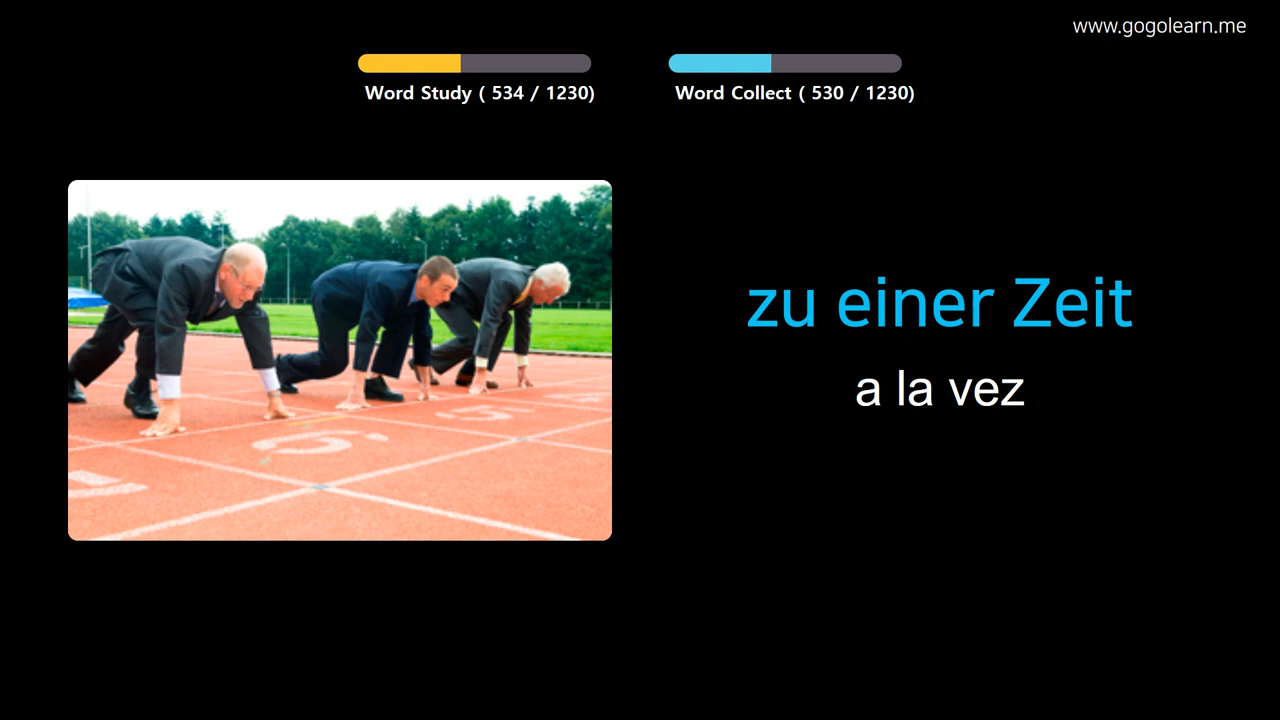 www.gogolearn.me
Word Study ( 534 / 1230)
Word Collect ( 530 / 1230)
zu einer Zeit
a la vez